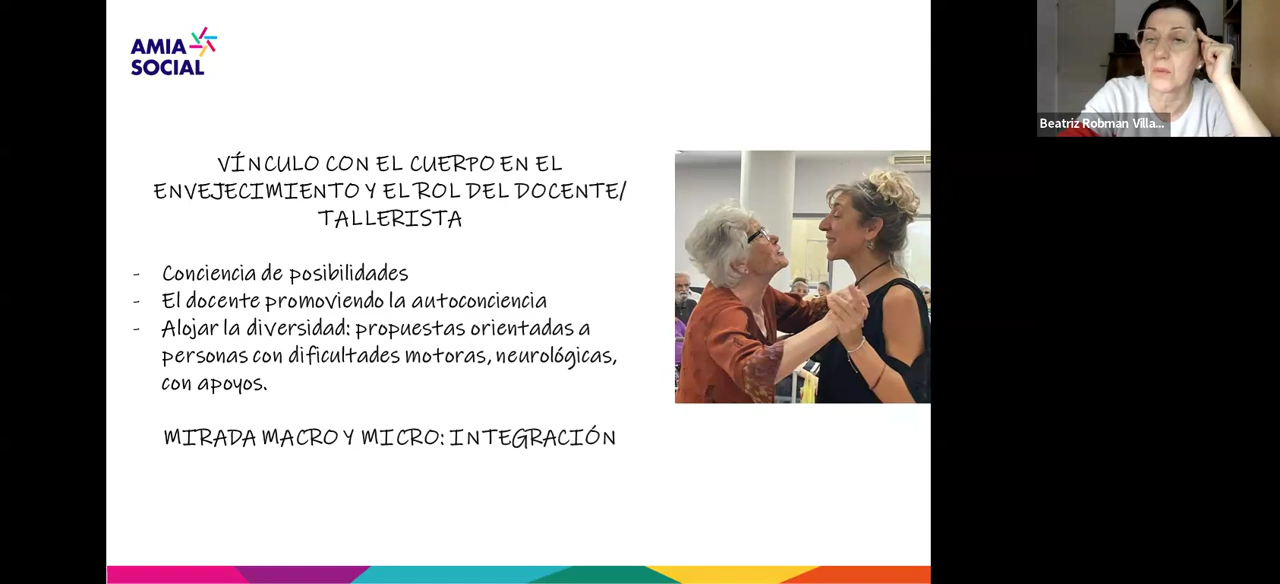 AMIA
SOCIAL
VÍNCULO CON EL CUERPO EN EL
ENVEJECIMIENTO Y EL ROL DEL DOCENTE/
TALLERISTA
- Conciencia de posibilidades
- El docente promoviendo la autoconciencia
- Alojar la diversidad: propuestas orientadas a
personas con dificultades motoras, neurológicas,
con apoyos.
MIRADA MACRO Y MICRO: INTEGRACIÓN
Beatriz Robman Villa...